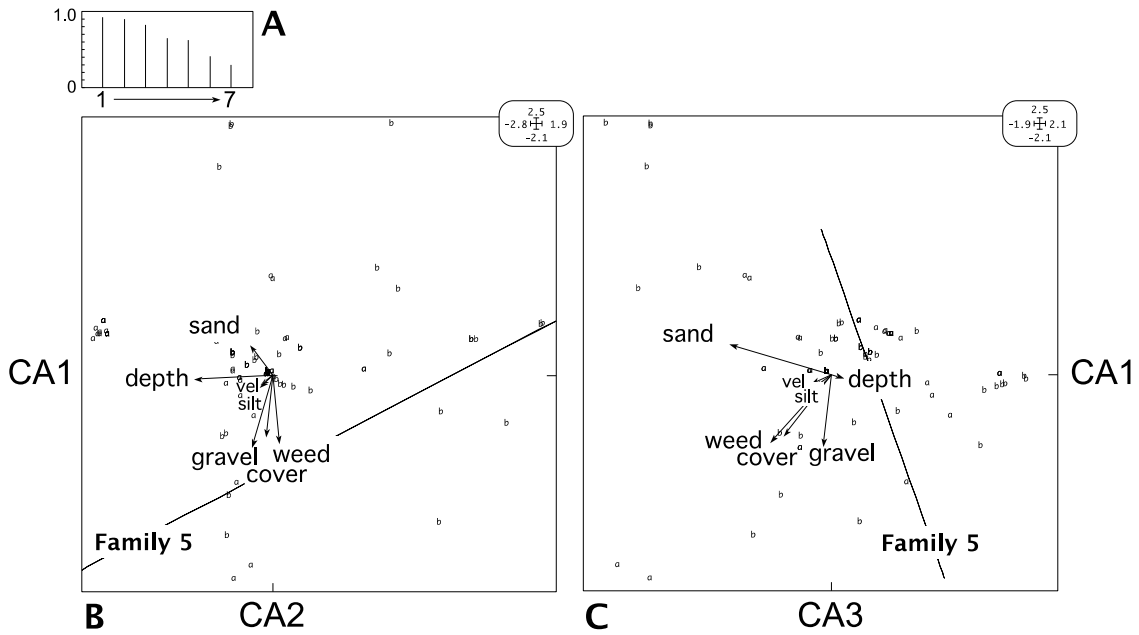 1.0
A
0
1 7
2.5
-2.8 1.9
-2.1
2.5
-1.9 2.1
-2.1
sand
depth
vel
silt
gravel
weed
cover
Family 5
CA1
B
CA2
sand
vel
silt
depth
weed
cover
gravel
Family 5
CA1
C
CA3